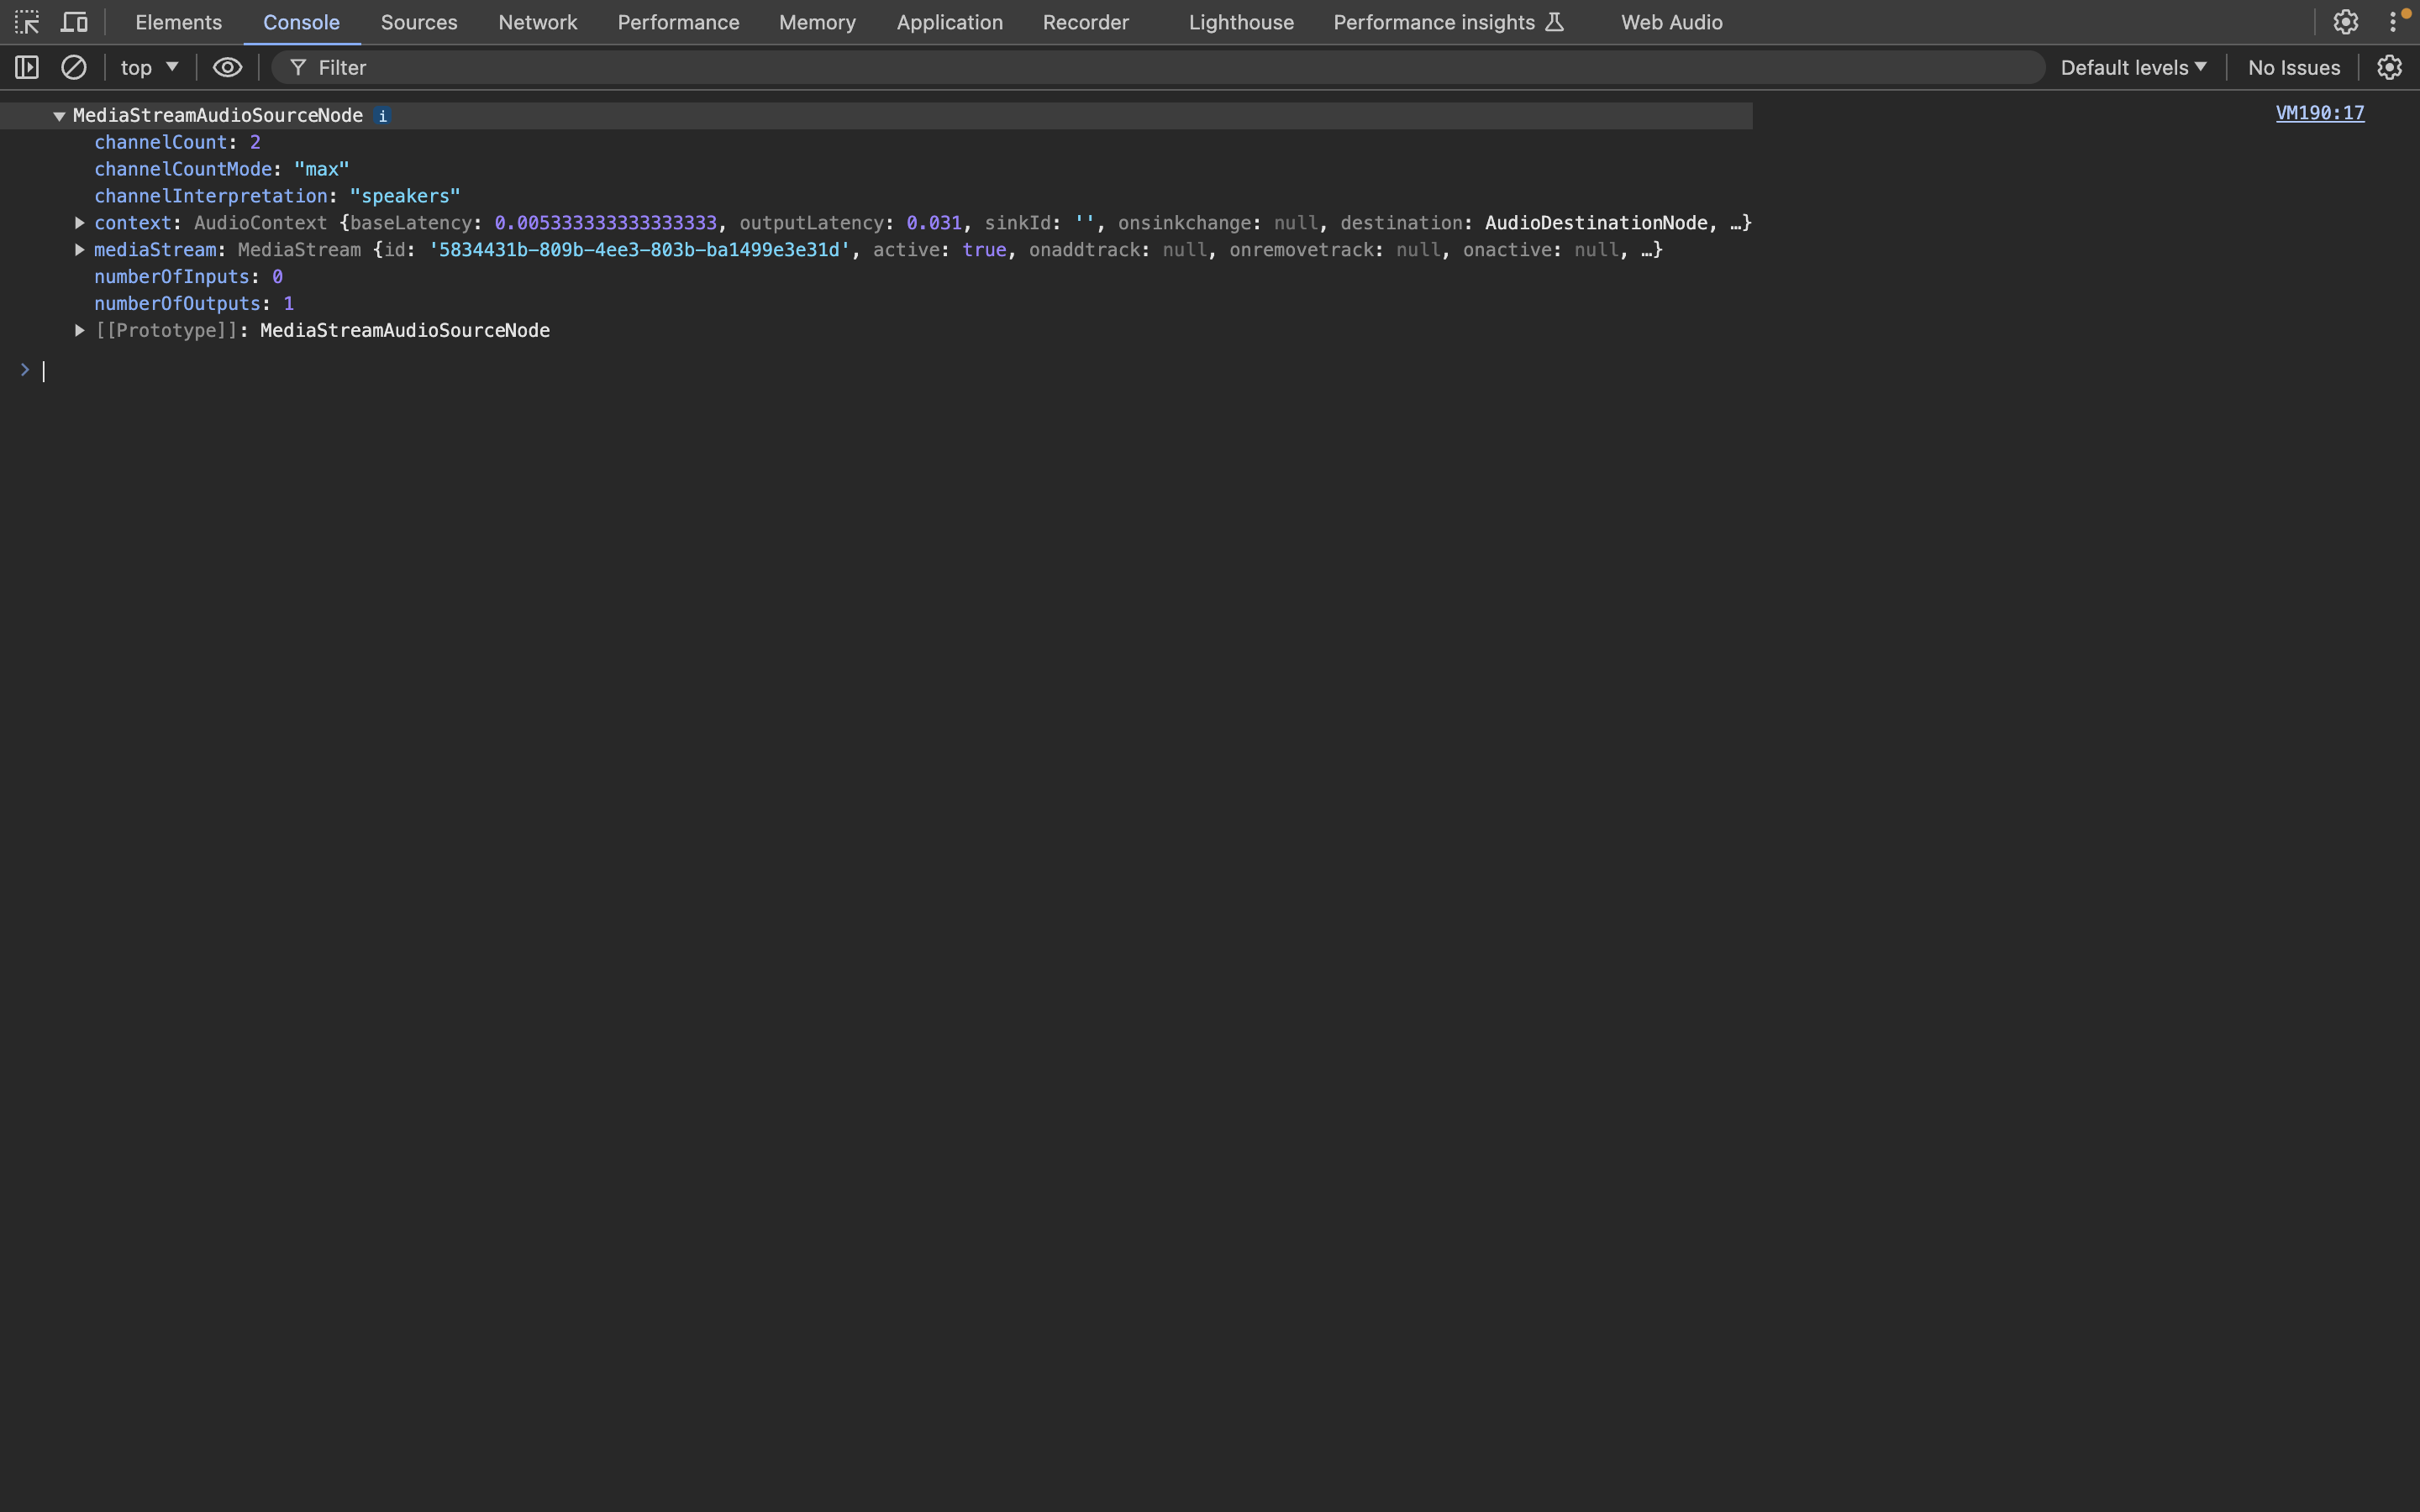 Elements Console Sources Network Performance Memory Application Recorder Lighthouse Performance insights Web Audio
top Filter Default levels No Issues
MediaStreamAudioSourceNode i VM190:17
channelCount: 2
channelCountMode: "max"
channelInterpretation: "speakers"
context: AudioContext {baseLatency: 0.005333333333333333, outputLatency: 0.031, sinkId: '', onsinkchange: null, destination: AudioDestinationNode, …}
mediaStream: MediaStream {id: '5834431b-809b-4ee3-803b-ba1499e3e31d', active: true, onaddtrack: null, onremovetrack: null, onactive: null, …}
numberOfInputs: 0
numberOfOutputs: 1
[[Prototype]]: MediaStreamAudioSourceNode
>